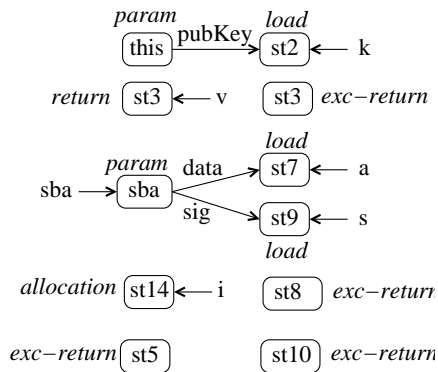 param load
this pubKey st2 k
return st3 v st3 exc−return
load
param data st7 a
sba sba
sig st9 s
load
allocation st14 i st8 exc−return
exc−return st5 st10 exc−return